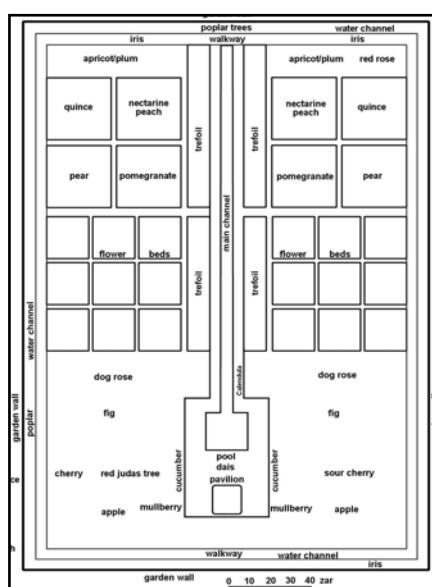 poplar trees
water channel
iris
walkway
iris
apricot/plum
apricot/plum
red rose
quince
nectarine
peach
trefoil
trefoil
nectarine
peach
quince
pear
pomegranate
pomegranate
pear
main channel
flower
beds
flower
beds
trefoil
trefoil
water channel
dog rose
dog rose
Calendula
garden wall
poplar
fig
fig
cucumber
pool
dais
pavilion
cucumber
cherry
red judas tree
sour cherry
ce
apple
mullberry
mullberry
apple
h
walkway
water channel
iris
garden wall
0 10 20 30 40 zar